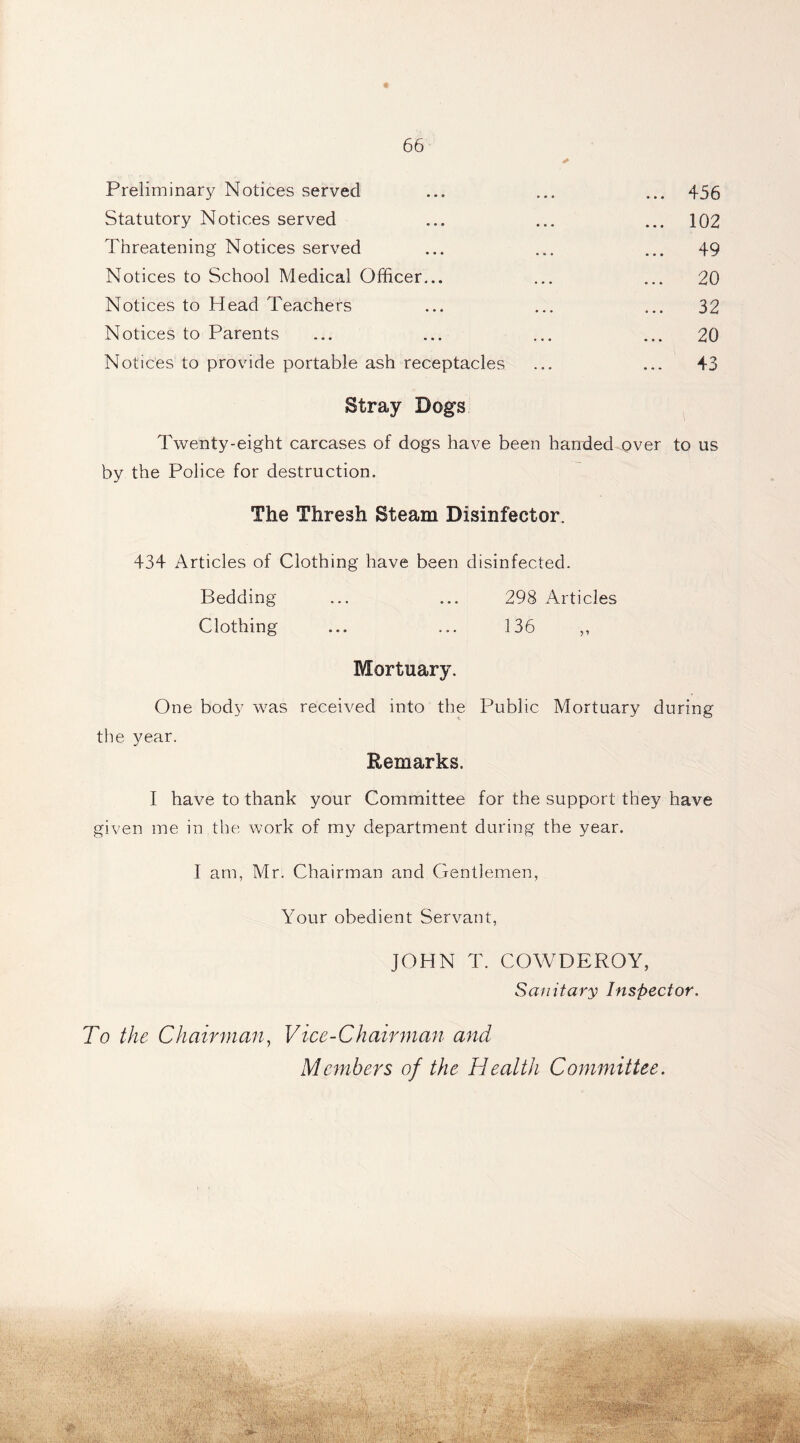 66
Preliminary Notices served ... ... ... 456
Statutory Notices served ... ... ... 102
Threatening Notices served ... ... ... 49
Notices to School Medical Officer... ... ... 20
Notices to Head Teachers ... ... ... 32
Notices to Parents ... ... ... ... 20
Notices to provide portable ash receptacles ... ... 43
Stray Dogs
Twenty-eight carcases of dogs have been handed over to us
by the Police for destruction.
The Thresh Steam Disinfector.
434 Articles of Clothing have been disinfected.
Bedding ... ... 298 Articles
Clothing ... ... 136 ,,
Mortuary.
One body was received into the Public Mortuary during
the year.
Remarks.
I have to thank your Committee for the support they have
given me in the work of my department during the year.
I am, Mr. Chairman and Gentlemen,
Your obedient Servant,
JOHN T. COWDEROY,
Sanitary Inspector.
To the Chairman, Vice-Chairman and
Members of the Health Committee.